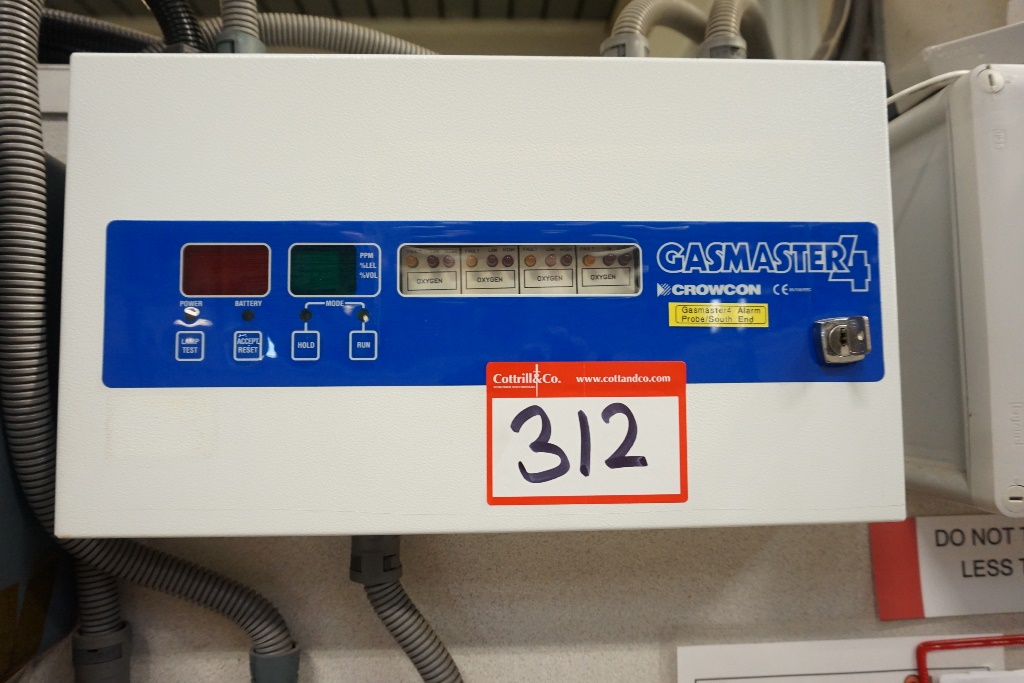 PPM
%LEL
%VOL
POWER
BATTERY
MODE
LAMP
TEST
ACCEPT
RESET
HOLD
RUN
OXYGEN
OXYGEN
OXYGEN
OXYGEN
GASMASTER4
CROWCON CE
Gasmaster4 Alarm
Probe/South End
Cottrill&Co. www.cottandco.com
312
DO NOT
LESS